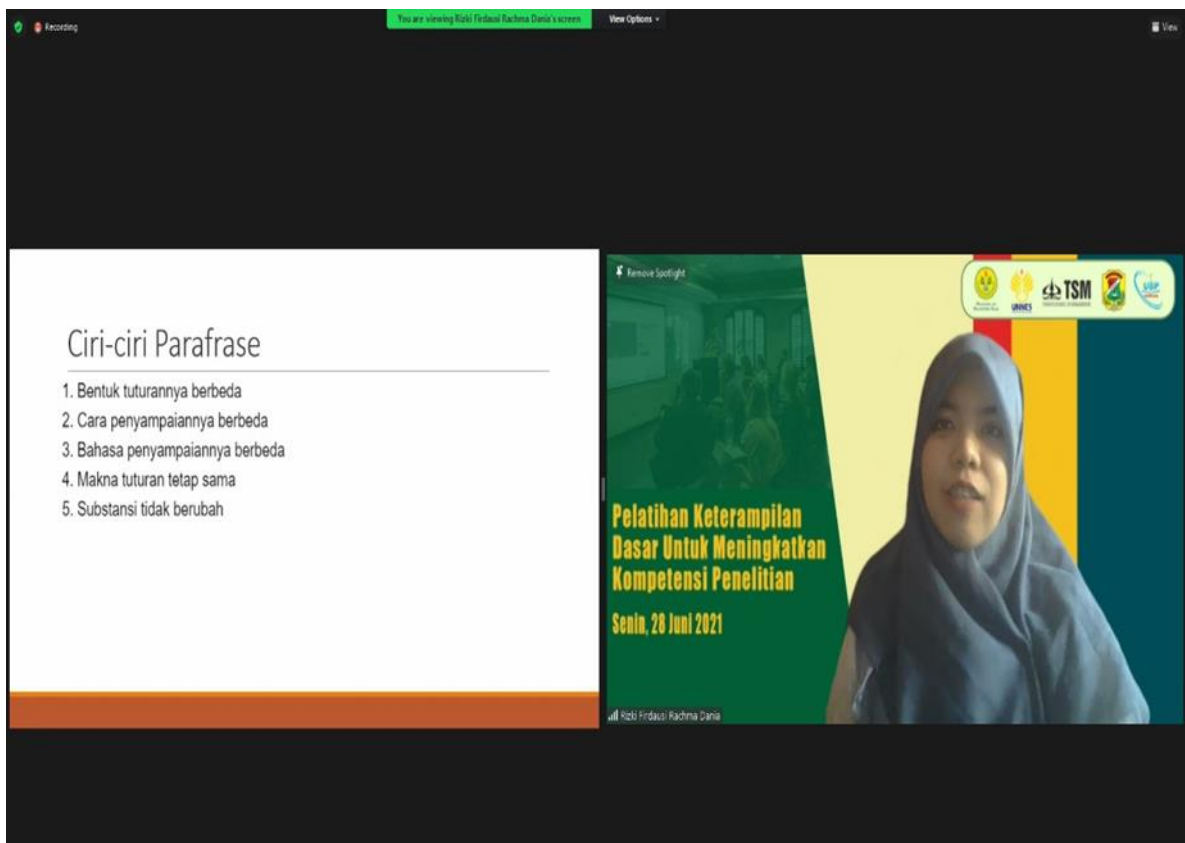 Recording
You are viewing Rizki Firdausi Rachma Dania's screen
View Options
View
Ciri-ciri Parafrase
1. Bentuk tuturannya berbeda
2. Cara penyampaiannya berbeda
3. Bahasa penyampaiannya berbeda
4. Makna tuturan tetap sama
5. Substansi tidak berubah
Remove Spotlight
UNNES
TSM
Pelatihan Keterampilan
Dasar Untuk Meningkatkan
Kompetensi Penelitian
Senin, 28 Juni 2021
Rizki Firdausi Rachma Dania